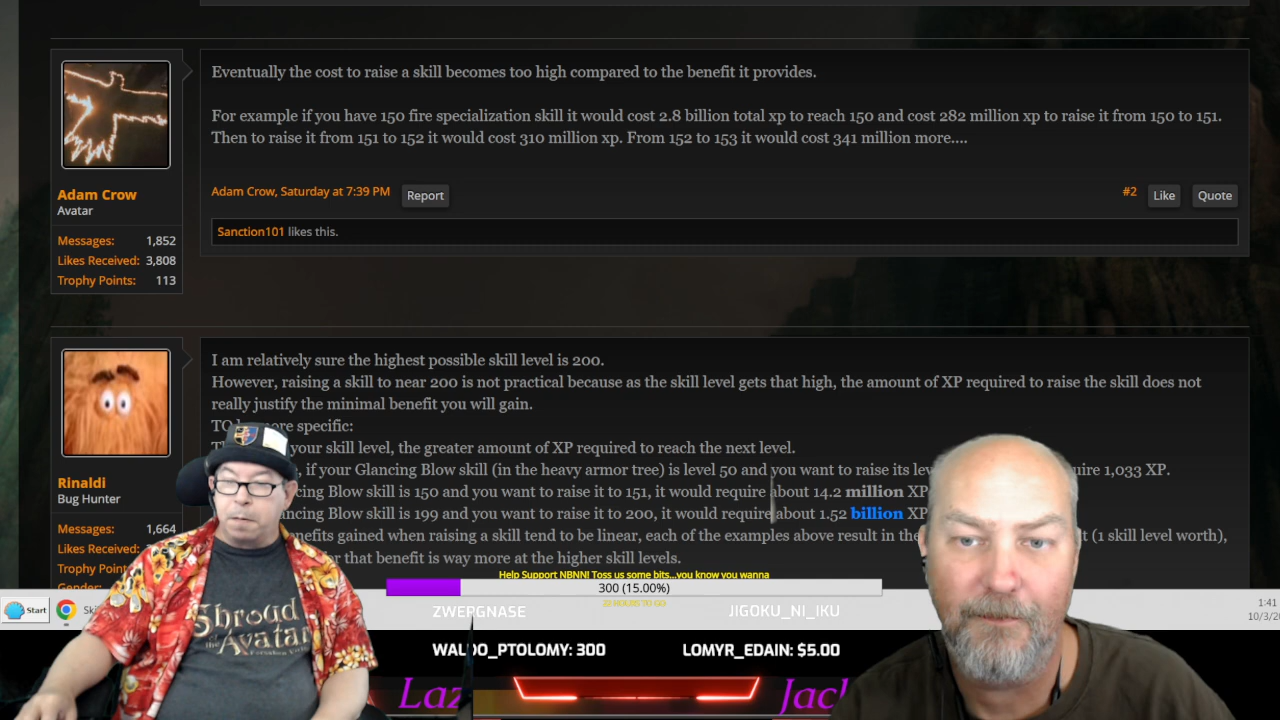 Eventually the cost to raise a skill becomes too high compared to the benefit it provides.
For example if you have 150 fire specialization skill it would cost 2.8 billion total xp to reach 150 and cost 282 million xp to raise it from 150 to 151.
Then to raise it from 151 to 152 it would cost 310 million xp. From 152 to 153 it would cost 341 million more....
Adam Crow
Avatar
Adam Crow, Saturday at 7:39 PM
Report
#2
Like
Quote
Messages: 1,852
Likes Received: 3,808
Trophy Points: 113
Sanction101 likes this.
I am relatively sure the highest possible skill level is 200.
However, raising a skill to near 200 is not practical because as the skill level gets that high, the amount of XP required to raise the skill does not
really justify the minimal benefit you will gain.
specific:
your skill level, the greater amount of XP required to reach the next level.
if your Glancing Blow skill (in the heavy armor tree) is level 50 and you want to raise its 1,033 XP.
Blow skill is 150 and you want to raise it to 151, it would require about 14.2 million XP
Blow skill is 199 and you want to raise it to 200, it would require about 1.52 billion XP
gained when raising a skill tend to be linear, each of the examples above result in the (1 skill level worth),
that benefit is way more at the higher skill levels.
Rinaldi
Bug Hunter
Messages: 1,664
Likes Received:
Trophy
Help Support NBNN! Toss us some bits...you know you wanna
300 (15.00%)
22 HOURS TO GO
Start
1:41
10/3/2
ZWERGNASE
JIGOKU_NI_IKU
WALDO_PTOLOMY: 300
LOMYR_EDAIN: $5.00
Shroud
of the
Avatar
Laz
Jack